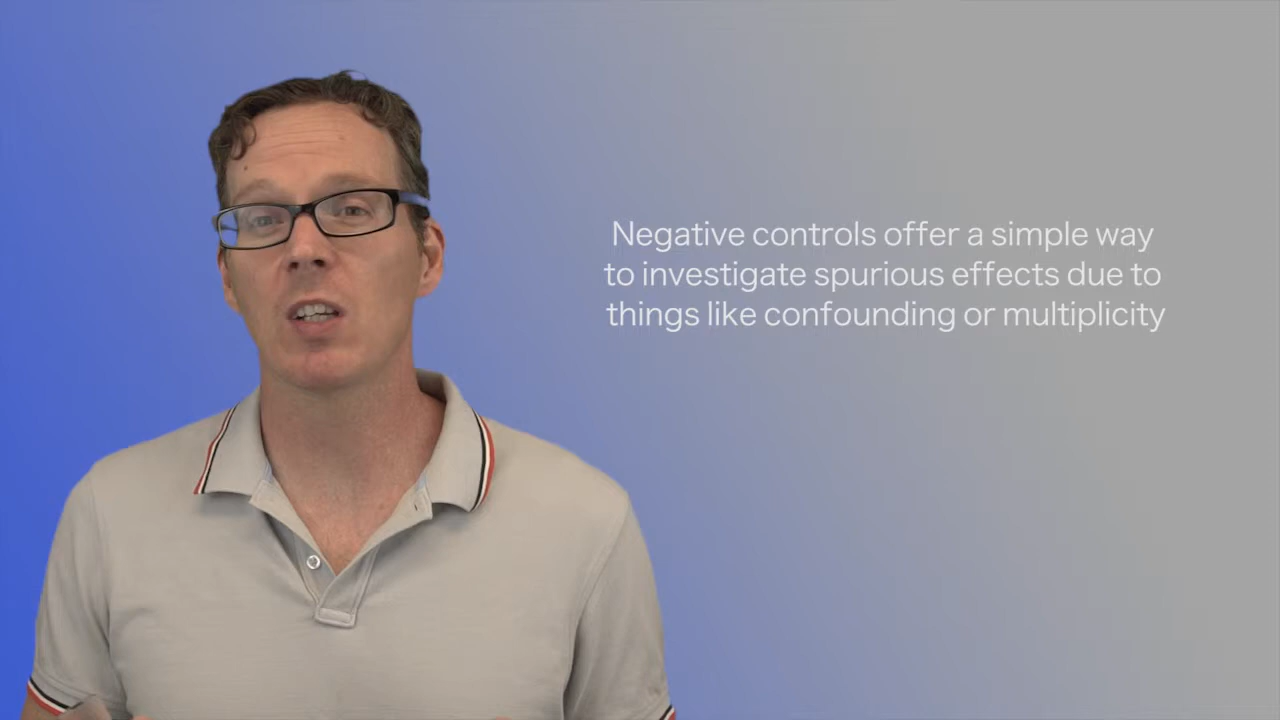 Negative controls offer a simple way
to investigate spurious effects due to
things like confounding or multiplicity